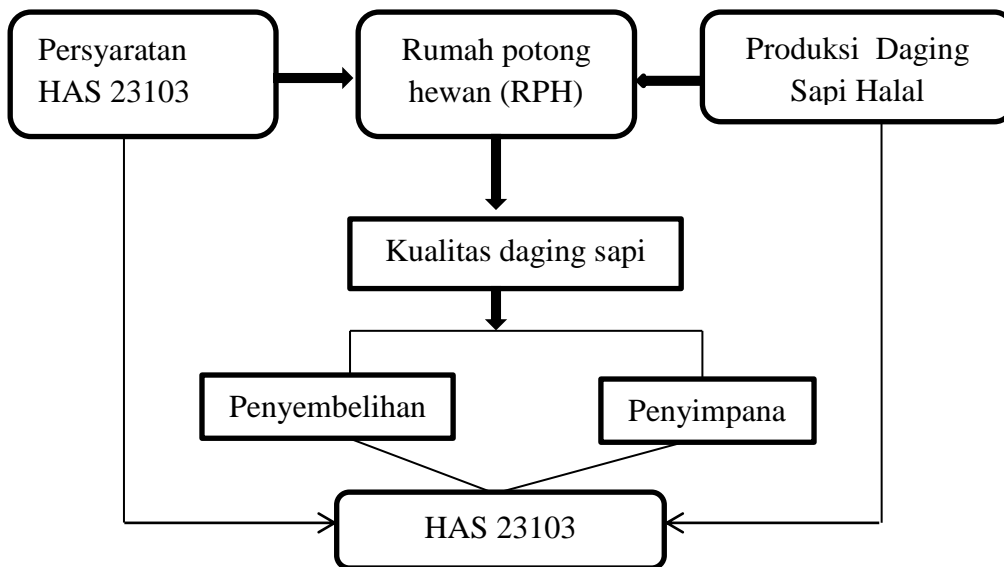 Persyaratan
HAS 23103
Rumah potong
hewan (RPH)
Produksi Daging
Sapi Halal
Kualitas daging sapi
Penyembelihan
Penyimpana
HAS 23103